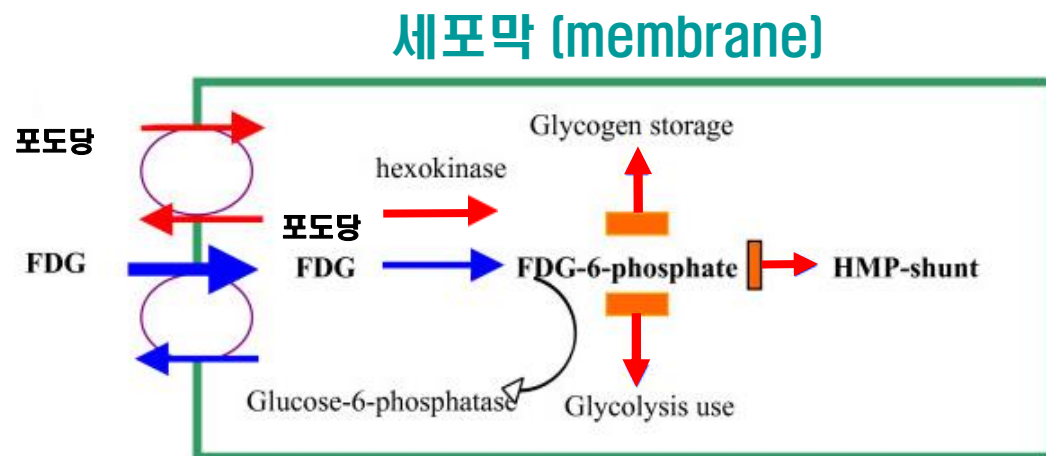 세포막 (membrane)
포도당
Glycogen storage
hexokinase
포도당
FDG
FDG
FDG-6-phosphate
HMP-shunt
Glucose-6-phosphatase
Glycolysis use